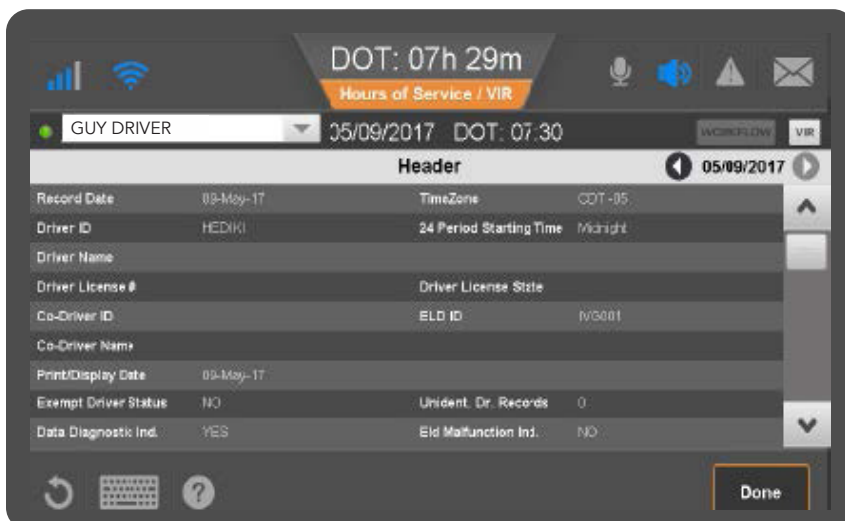 DOT: 07h 29m
Hours of Service / VIR
GUY DRIVER 05/09/2017 DOT: 07:30 WORKFLOW VIR
Header 05/09/2017
Record Date 09-May-17 TimeZone CDT -05
Driver ID HEDIKI 24 Period Starting Time Midnight
Driver Name
Driver License # Driver License State
Co-Driver ID ELD ID IVG001
Co-Driver Name
Print/Display Date 09-May-17
Exempt Driver Status NO Unident. Dr. Records 0
Data Diagnostic Ind. YES Eld Malfunction Ind. NO
Done